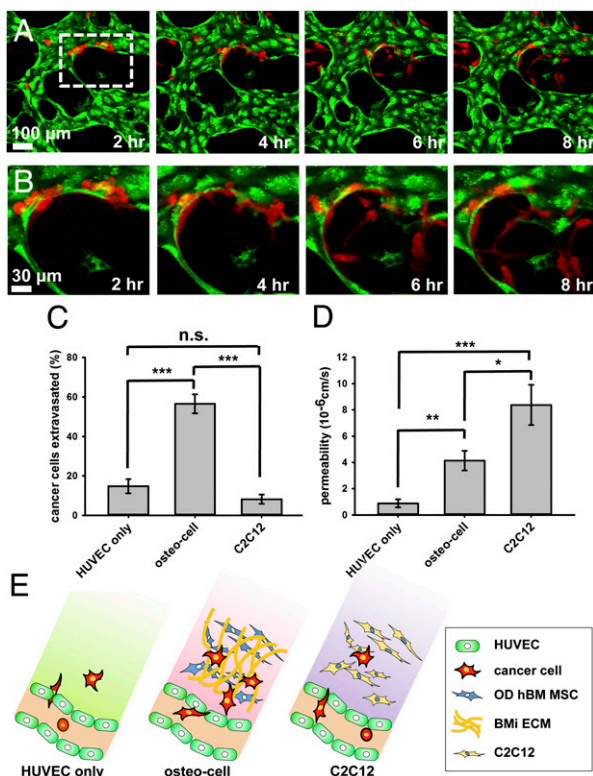 A
100 µm
2 hr
4 hr
6 hr
8 hr
B
30 µm
2 hr
4 hr
6 hr
8 hr
C
n.s.
***
***
cancer cells extravasated (%)
80
60
40
20
0
HUVEC only
osteo-cell
C2C12
D
***
*
**
permeability (10⁻⁶cm/s)
12
10
8
6
4
2
0
HUVEC only
osteo-cell
C2C12
E
HUVEC only
osteo-cell
C2C12
HUVEC
cancer cell
OD hBM MSC
BMi ECM
C2C12